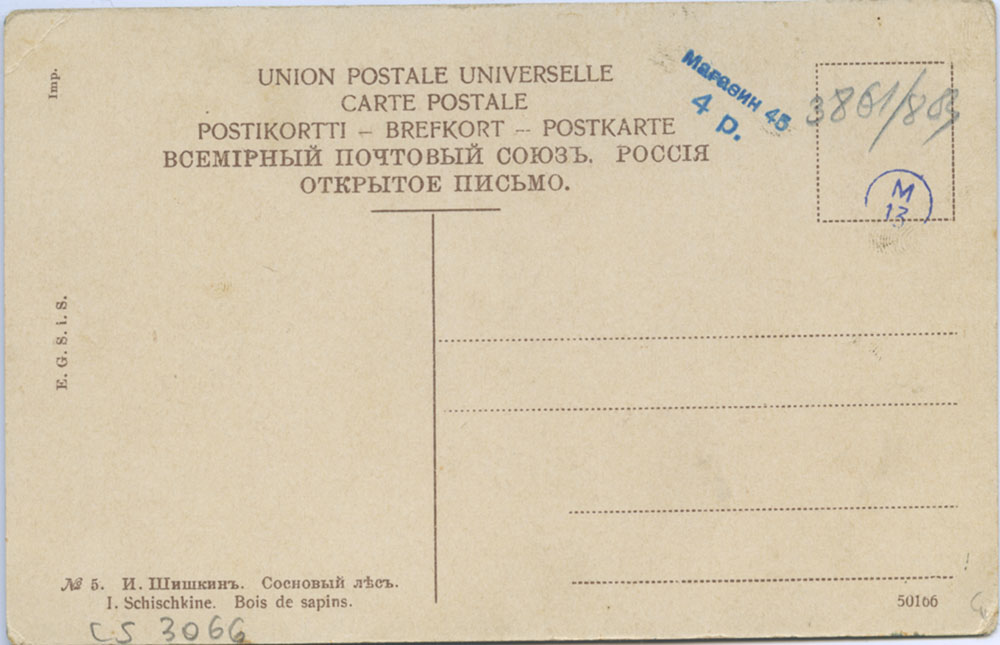 Imp.
UNION POSTALE UNIVERSELLE
CARTE POSTALE
POSTIKORTTI – BREFKORT – POSTKARTE
ВСЕМІРНЫЙ ПОЧТОВЫЙ СОЮЗЪ. РОССІЯ
ОТКРЫТОЕ ПИСЬМО.
Магазин 45
4 р.
3861/803
М
13
E. G. S. i. S.
№ 5. И. Шишкинъ. Сосновый лѣсъ.
I. Schischkine. Bois de sapins.
50166
CS 3066